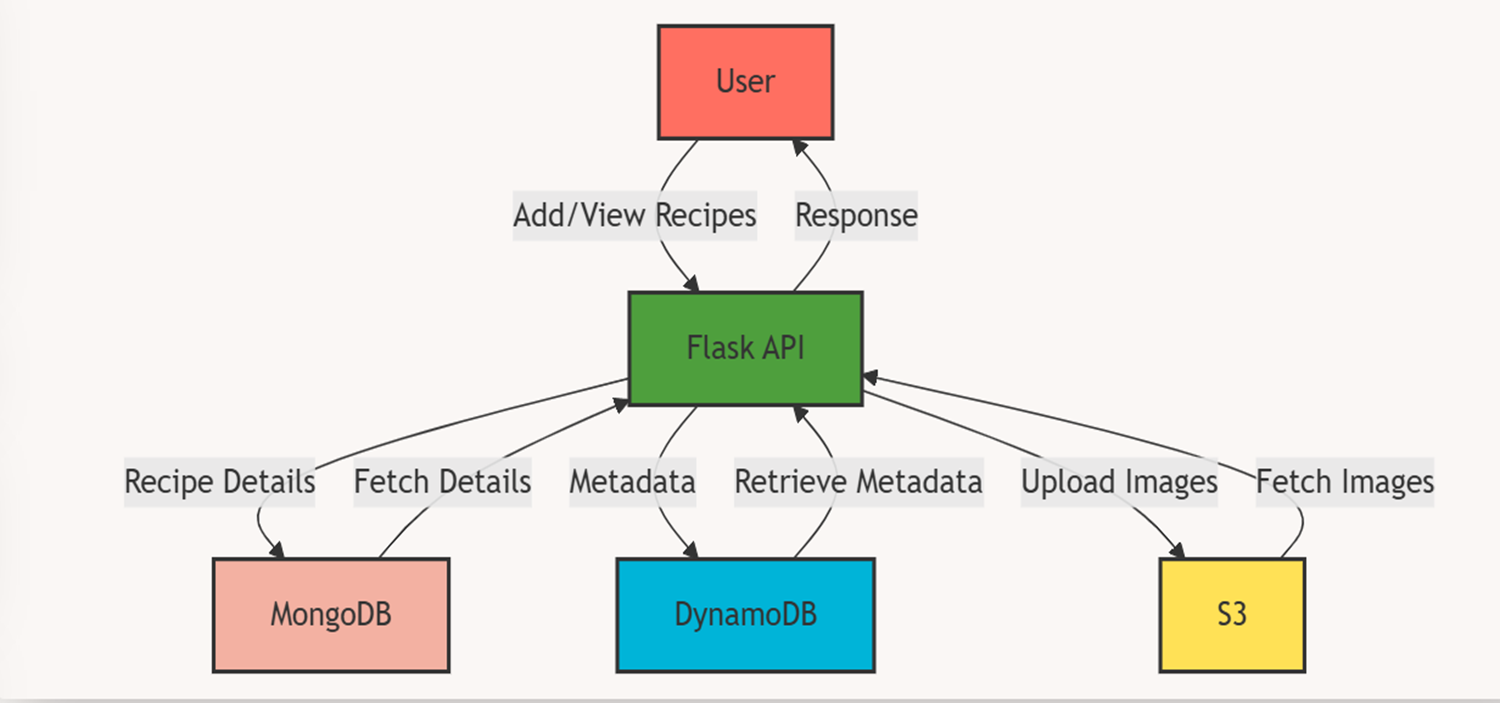 User
Add/View Recipes
Response
Flask API
Recipe Details
Fetch Details
Metadata
Retrieve Metadata
Upload Images
Fetch Images
MongoDB
DynamoDB
S3